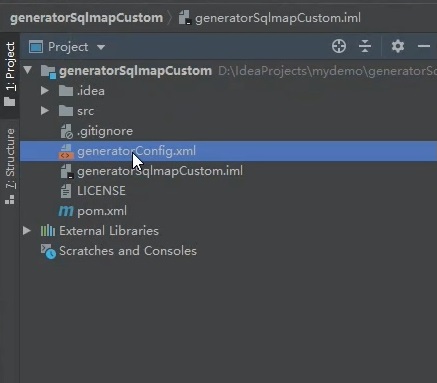 generatorSqlmapCustom generatorSqlmapCustom.iml
1: Project
Project
generatorSqlmapCustom D:\IdeaProjects\mydemo\generatorSc
.idea
src
.gitignore
generatorConfig.xml
generatorSqlmapCustom.iml
LICENSE
pom.xml
External Libraries
Scratches and Consoles
7: Structure